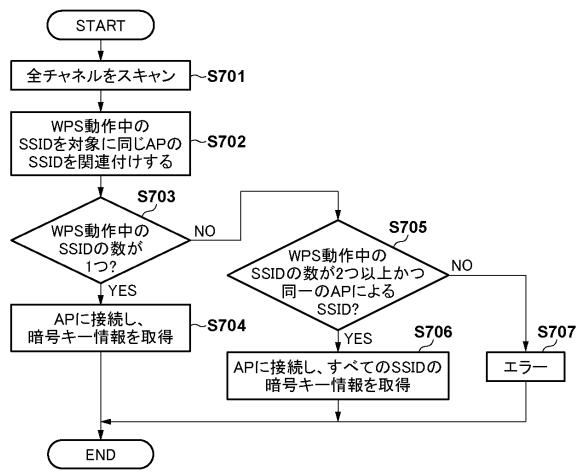 START
全チャネルをスキャン
S701
WPS動作中の
SSIDを対象に同じAPの
SSIDを関連付けする
S702
S703
WPS動作中の
SSIDの数が
1つ?
NO
YES
S705
WPS動作中の
SSIDの数が2つ以上かつ
同一のAPによる
SSID?
NO
YES
APに接続し、
暗号キー情報を取得
S704
S706
APに接続し、すべてのSSIDの
暗号キー情報を取得
S707
エラー
END